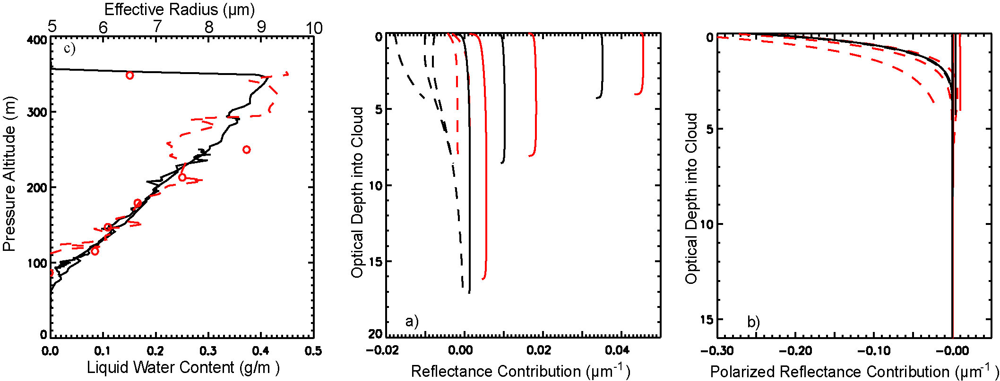 Effective Radius (µm)
5 6 7 8 9 10
400
300
200
100
0
Pressure Altitude (m)
c)
0.0 0.1 0.2 0.3 0.4 0.5
Liquid Water Content (g/m )
0
5
10
15
20
Optical Depth into Cloud
a)
-0.02 0.00 0.02 0.04
Reflectance Contribution (µm-1)
0
5
10
15
Optical Depth into Cloud
b)
-0.30 -0.20 -0.10 -0.00
Polarized Reflectance Contribution (µm-1)